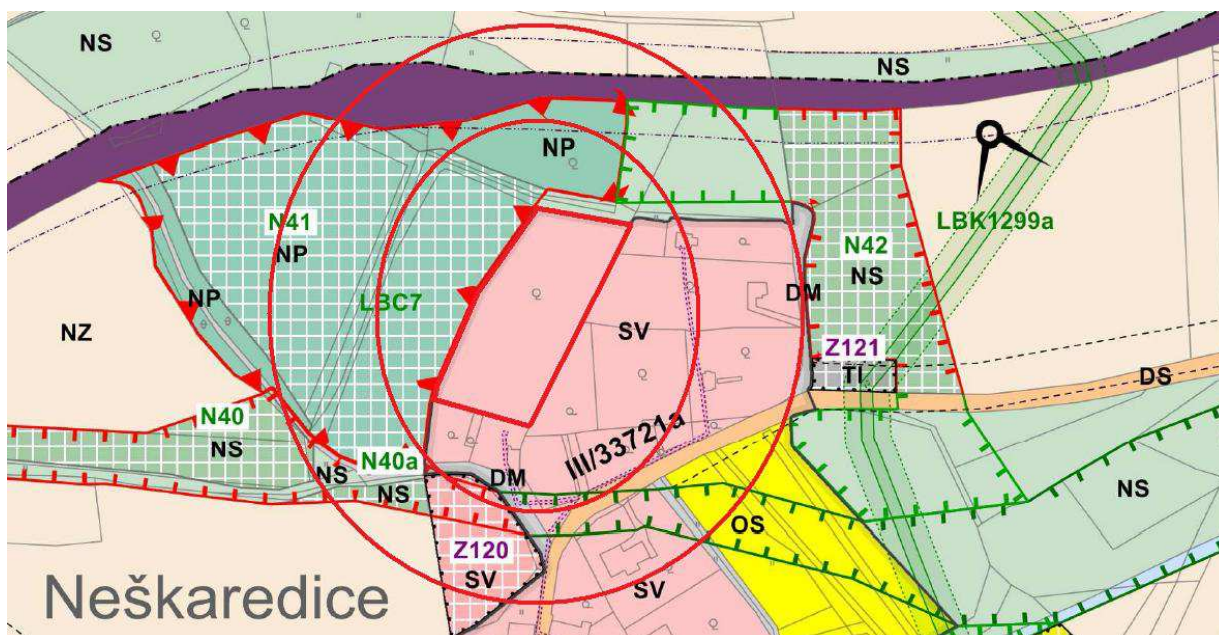 NS
NS
NP
N41
NP
LBC7
NP
NZ
N42
NS
LBK1299a
DM
SV
Z121
TI
DS
N40
NS
N40a
NS
NS
DM
III/33721a
NS
OS
Z120
SV
SV
Neškaredice